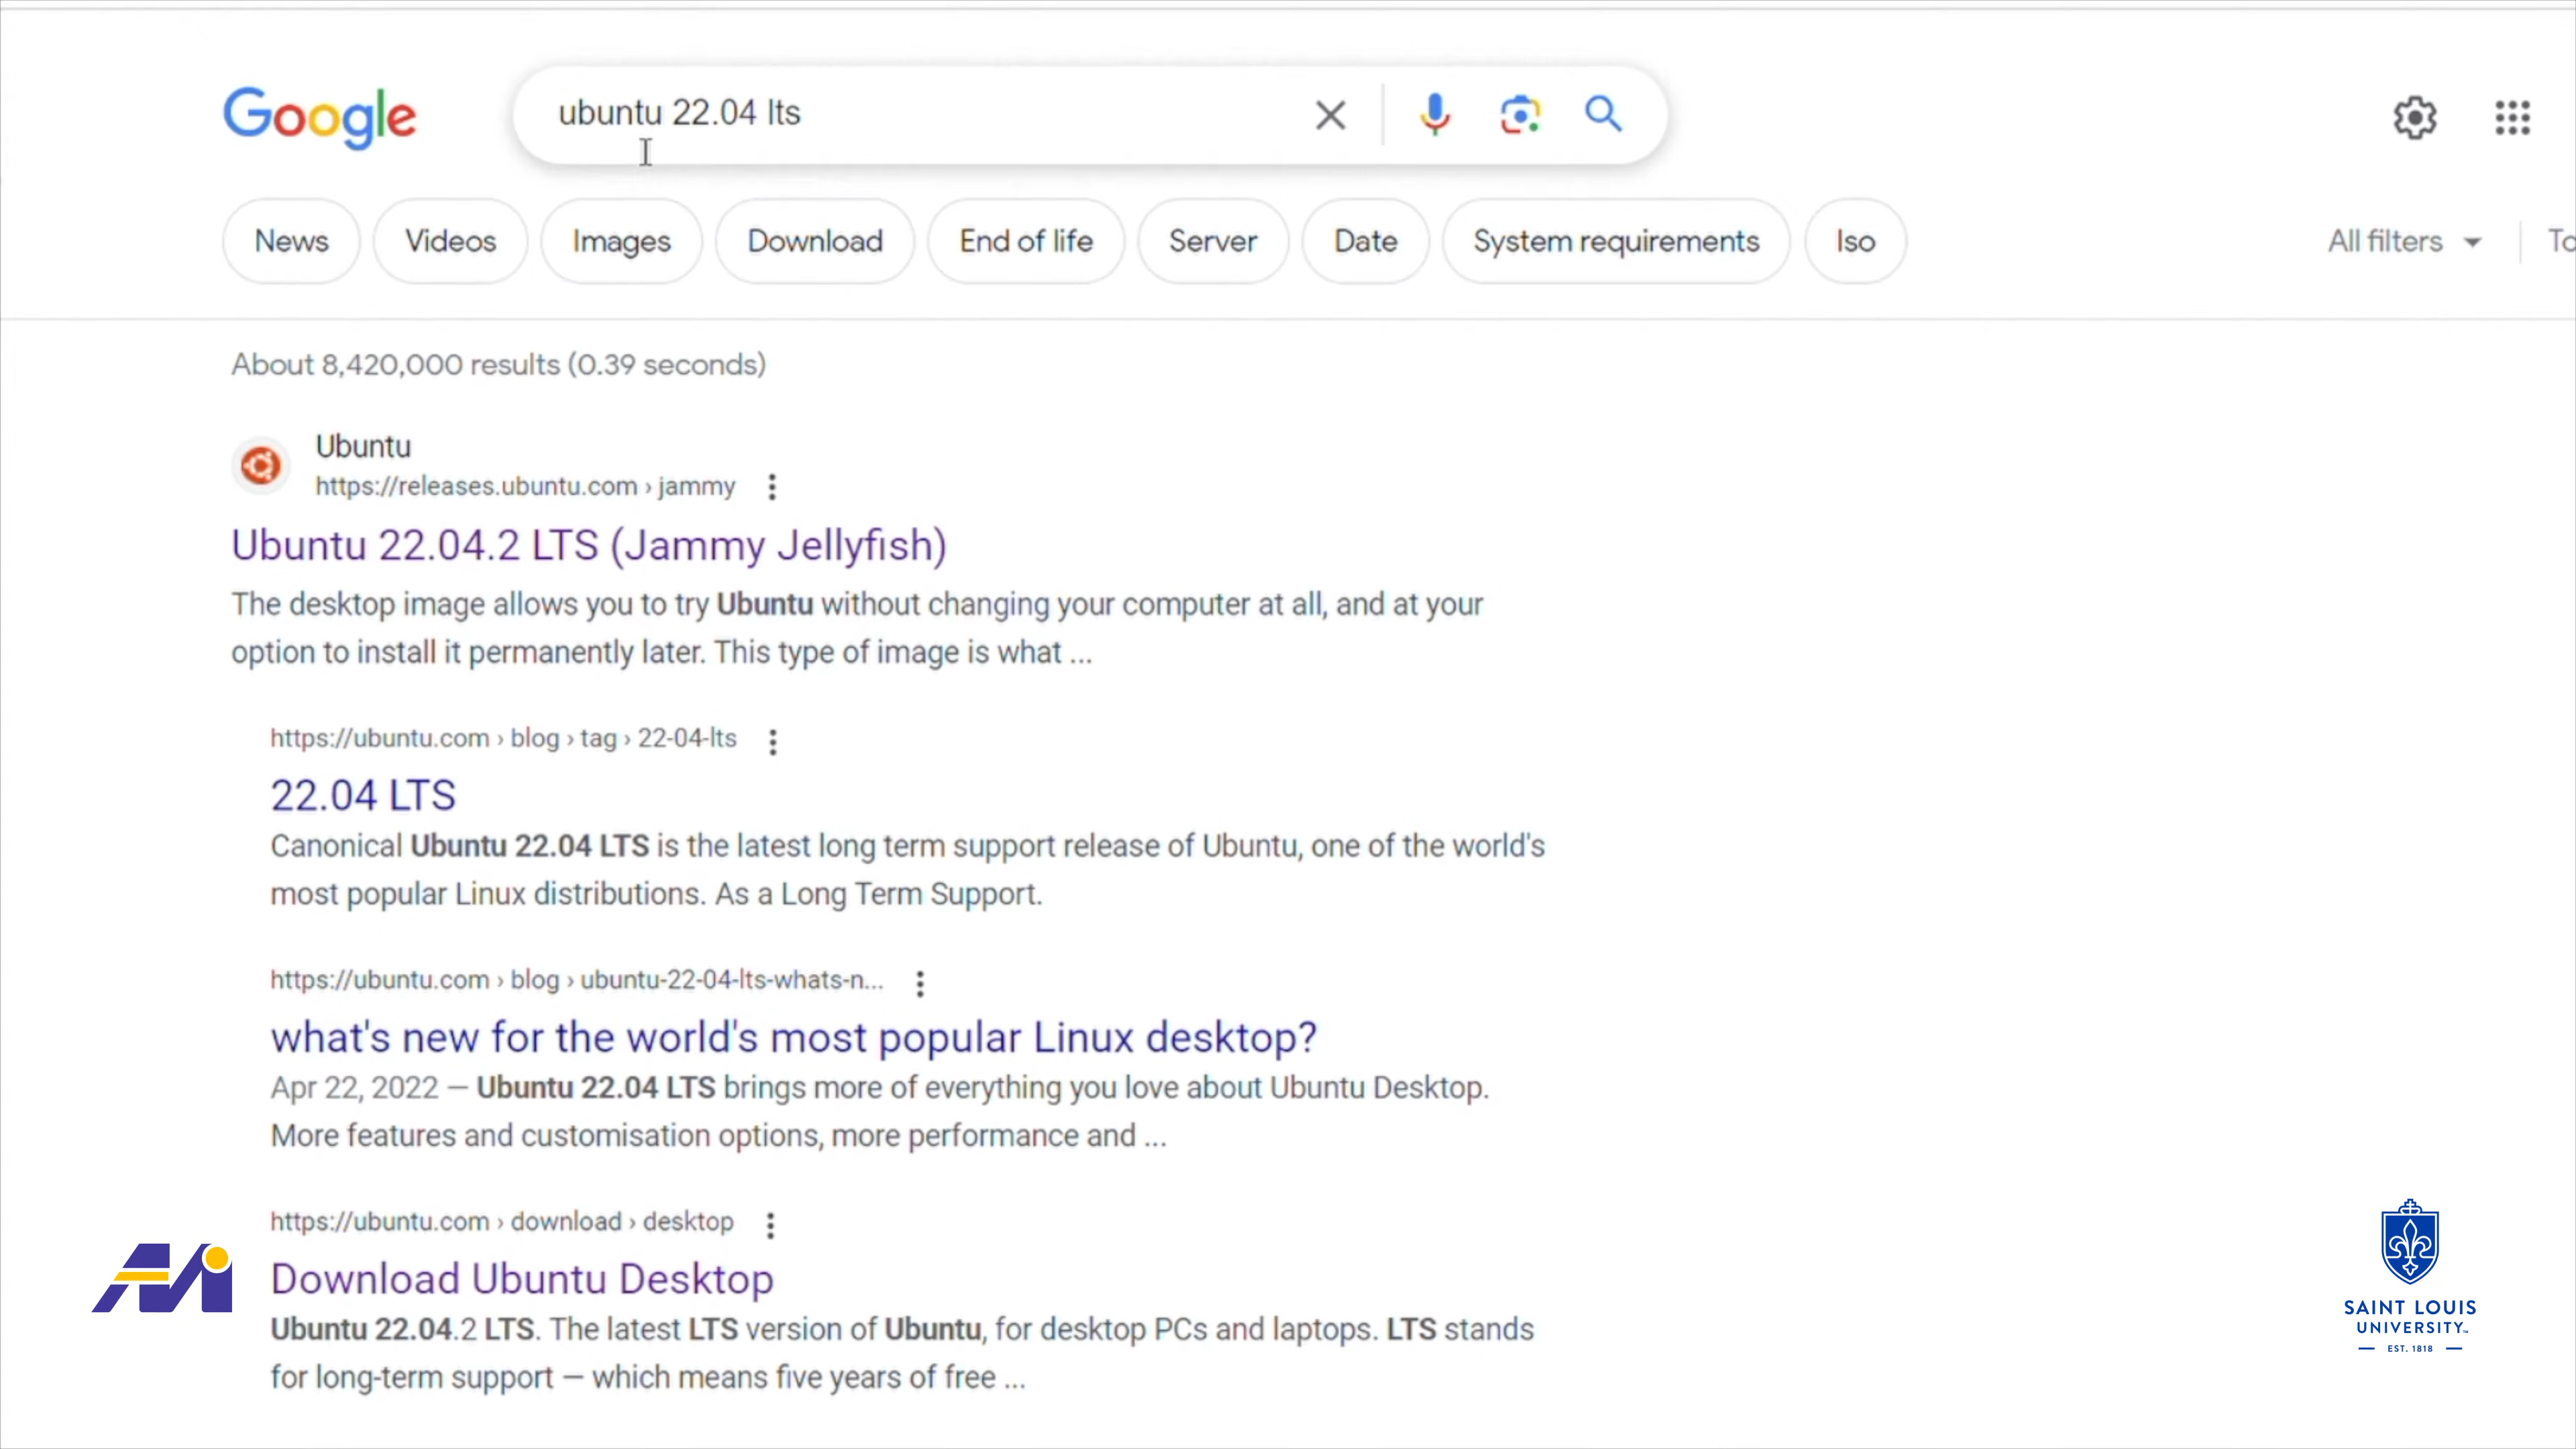 Google
ubuntu 22.04 lts
News
Videos
Images
Download
End of life
Server
Date
System requirements
Iso
All filters
To
About 8,420,000 results (0.39 seconds)
Ubuntu
https://releases.ubuntu.com › jammy
Ubuntu 22.04.2 LTS (Jammy Jellyfish)
The desktop image allows you to try Ubuntu without changing your computer at all, and at your
option to install it permanently later. This type of image is what ...
https://ubuntu.com › blog › tag › 22-04-lts
22.04 LTS
Canonical Ubuntu 22.04 LTS is the latest long term support release of Ubuntu, one of the world's
most popular Linux distributions. As a Long Term Support.
https://ubuntu.com › blog › ubuntu-22-04-lts-whats-n...
what's new for the world's most popular Linux desktop?
Apr 22, 2022 — Ubuntu 22.04 LTS brings more of everything you love about Ubuntu Desktop.
More features and customisation options, more performance and ...
https://ubuntu.com › download › desktop
Download Ubuntu Desktop
Ubuntu 22.04.2 LTS. The latest LTS version of Ubuntu, for desktop PCs and laptops. LTS stands
for long-term support — which means five years of free ...
SAINT LOUIS
UNIVERSITY™
— EST. 1818 —